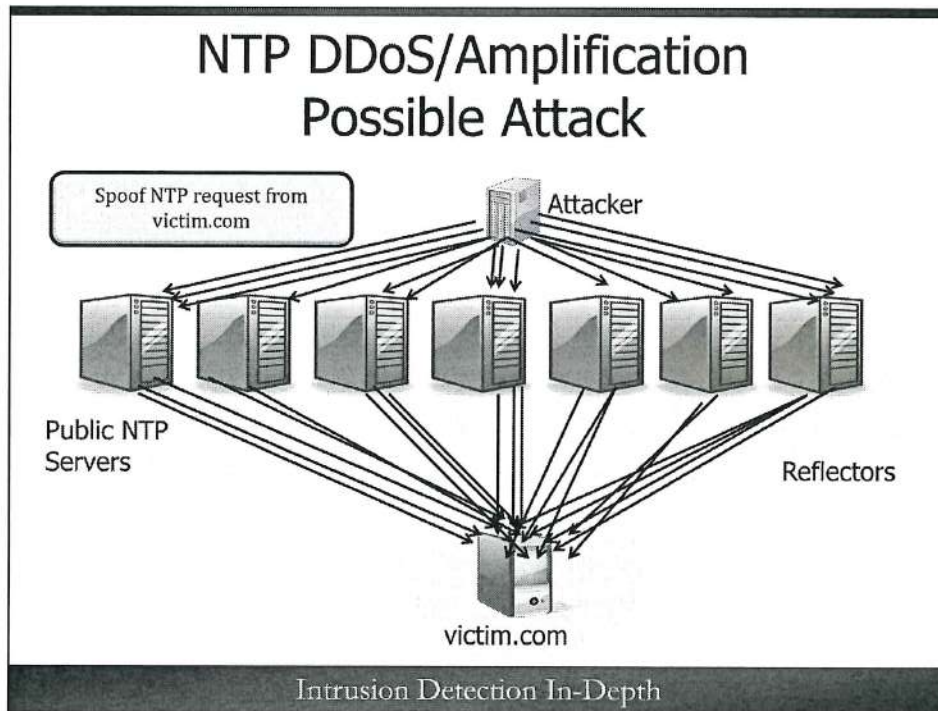 NTP DDoS/Amplification
Possible Attack
Spoof NTP request from
victim.com
Attacker
Public NTP
Servers
Reflectors
victim.com
Intrusion Detection In-Depth